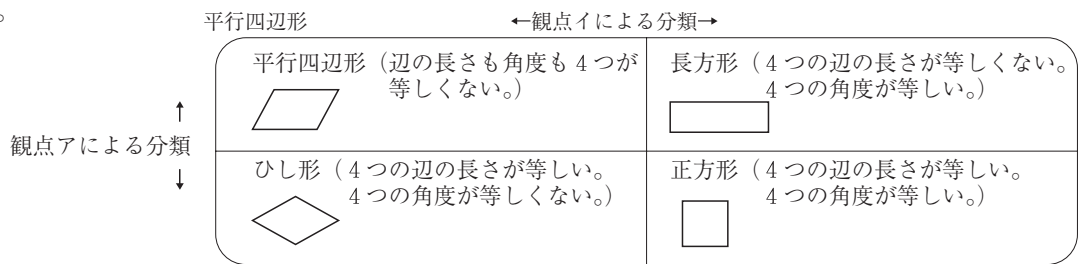 。
平行四辺形 ←観点イによる分類→
平行四辺形（辺の長さも角度も4つが
等しくない。）
長方形（4つの辺の長さが等しくない。
4つの角度が等しい。）
↑
観点アによる分類
↓
ひし形（4つの辺の長さが等しい。
4つの角度が等しくない。）
正方形（4つの辺の長さが等しい。
4つの角度が等しい。）